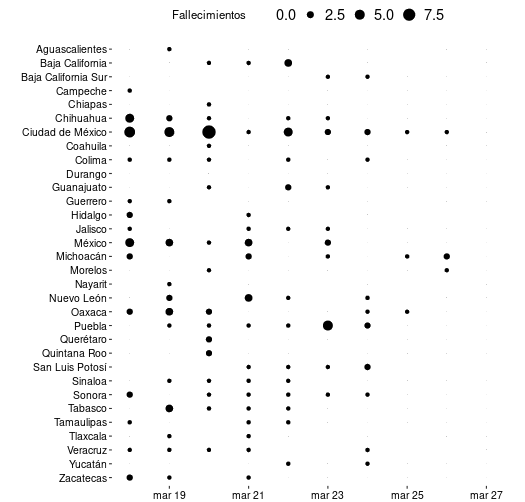 Fallecimientos 0.0 2.5 5.0 7.5
Aguascalientes
Baja California
Baja California Sur
Campeche
Chiapas
Chihuahua
Ciudad de México
Coahuila
Colima
Durango
Guanajuato
Guerrero
Hidalgo
Jalisco
México
Michoacán
Morelos
Nayarit
Nuevo León
Oaxaca
Puebla
Querétaro
Quintana Roo
San Luis Potosí
Sinaloa
Sonora
Tabasco
Tamaulipas
Tlaxcala
Veracruz
Yucatán
Zacatecas
mar 19 mar 21 mar 23 mar 25 mar 27